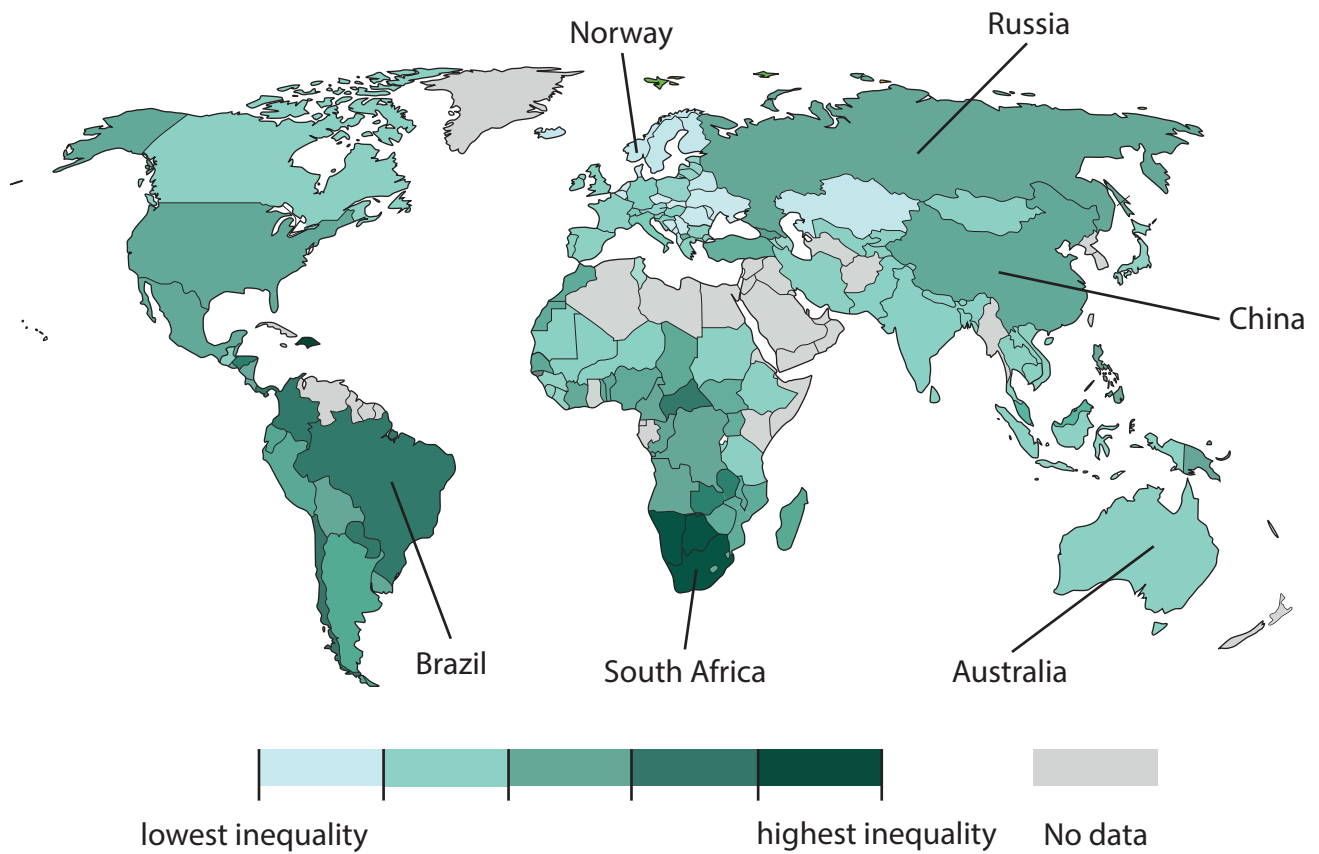 Russia
Norway
China
Brazil
South Africa
Australia
lowest inequality
highest inequality
No data